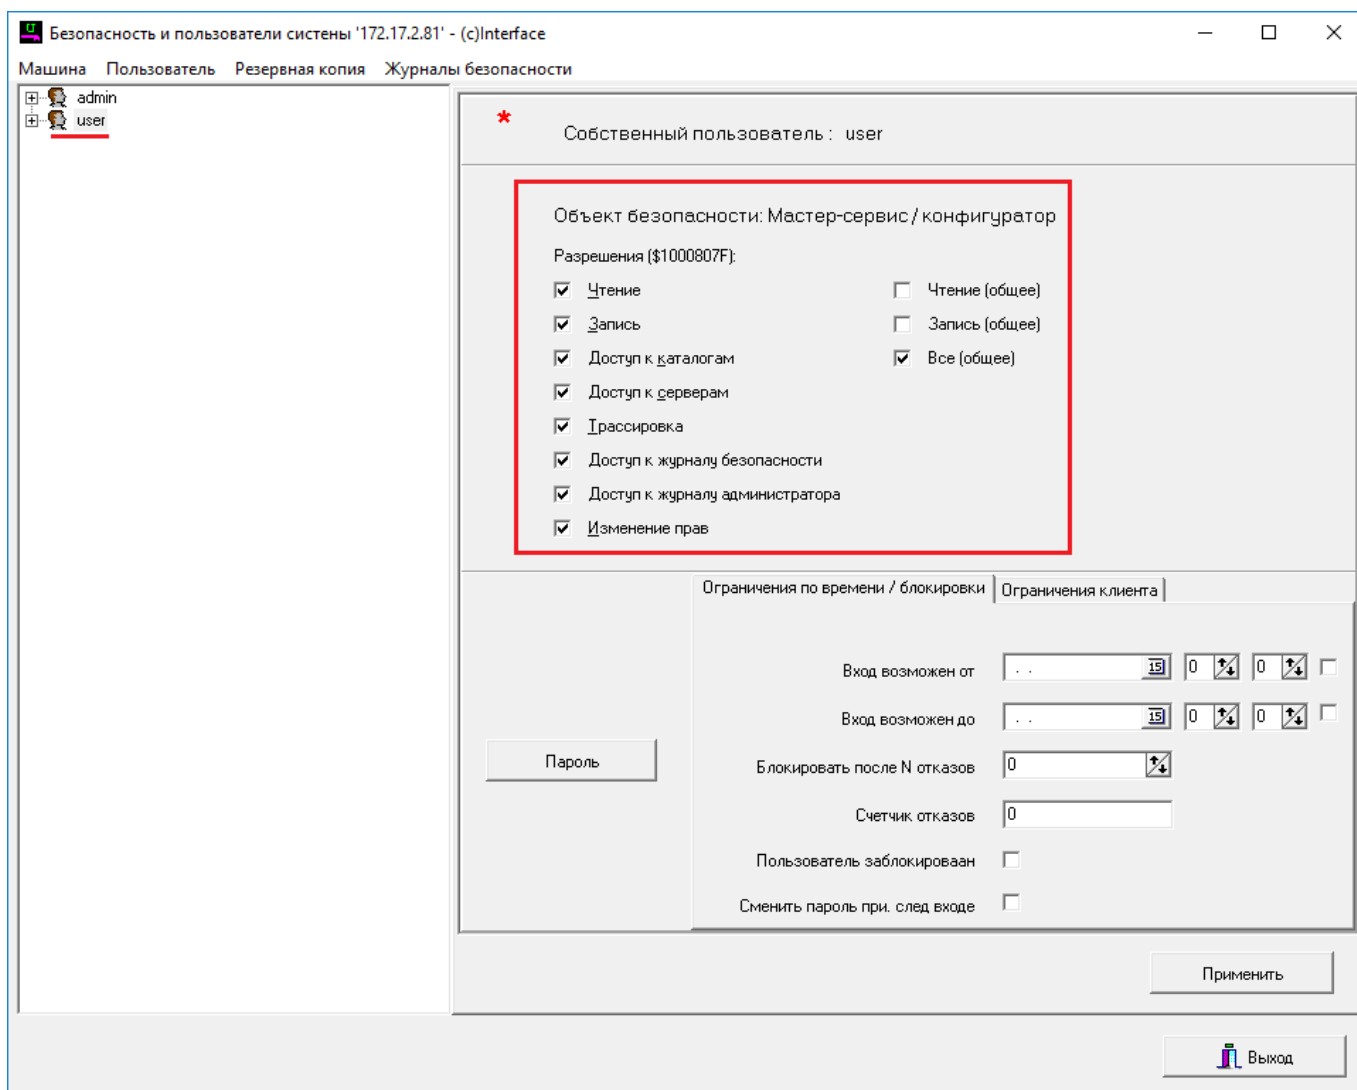 Безопасность и пользователи системы '172.17.2.81' - (c)Interface
Машина Пользователь Резервная копия Журналы безопасности
admin
user
* Собственный пользователь : user
Объект безопасности: Мастер-сервис / конфигуратор
Разрешения ($1000807F):
Чтение Чтение (общее)
Запись Запись (общее)
Доступ к каталогам Все (общее)
Доступ к серверам
Трассировка
Доступ к журналу безопасности
Доступ к журналу администратора
Изменение прав
Ограничения по времени / блокировки Ограничения клиента
Вход возможен от . . 15 0 0
Вход возможен до . . 15 0 0
Пароль
Блокировать после N отказов 0
Счетчик отказов 0
Пользователь заблокироваан
Сменить пароль при. след входе
Применить
Выход